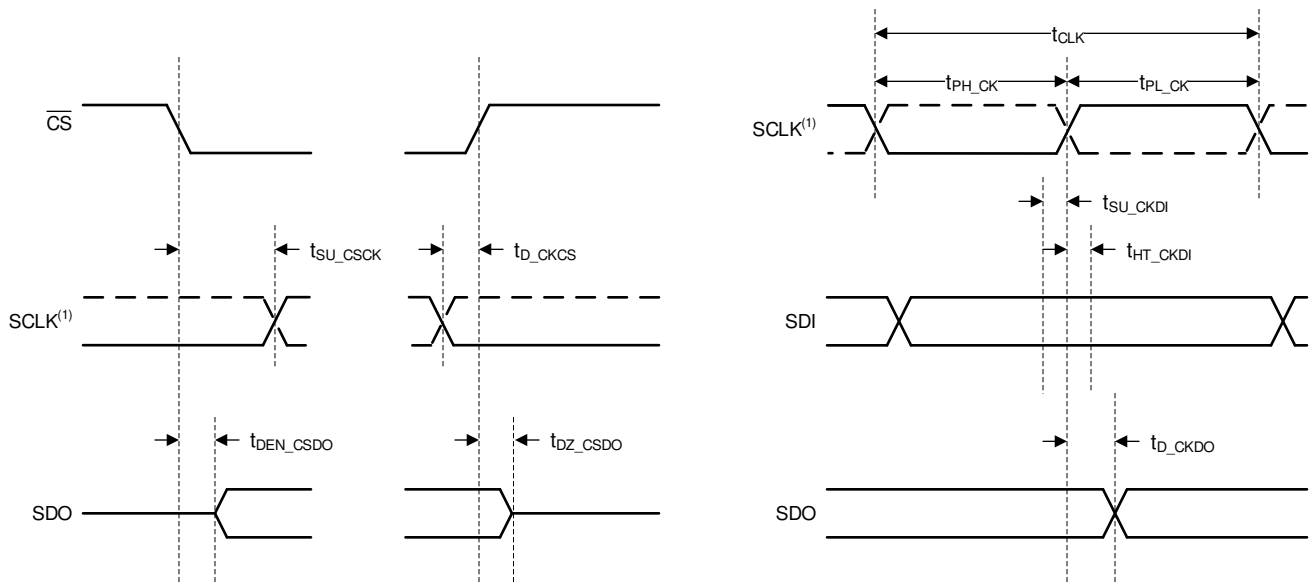 CS
SCLK(1)
SDO
tSU_CSCK
tD_CKCS
tDEN_CSDO
tDZ_CSDO
tCLK
tPH_CK
tPL_CK
SCLK(1)
tSU_CKDI
tHT_CKDI
SDI
tD_CKDO
SDO